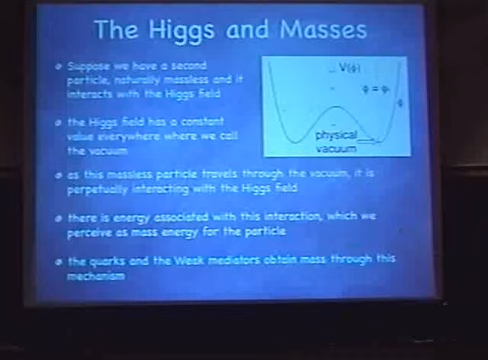 The Higgs and Masses
Suppose we have a second
particle, naturally massless and it
interacts with the Higgs field
V(ϕ)
physical
vacuum
the Higgs field has a constant
value everywhere where we call
the vacuum
as this massless particle travels through the vacuum, it is
perpetually interacting with the Higgs field
there is energy associated with this interaction, which we
perceive as mass energy for the particle
the quarks and the Weak mediators obtain mass through this
mechanism